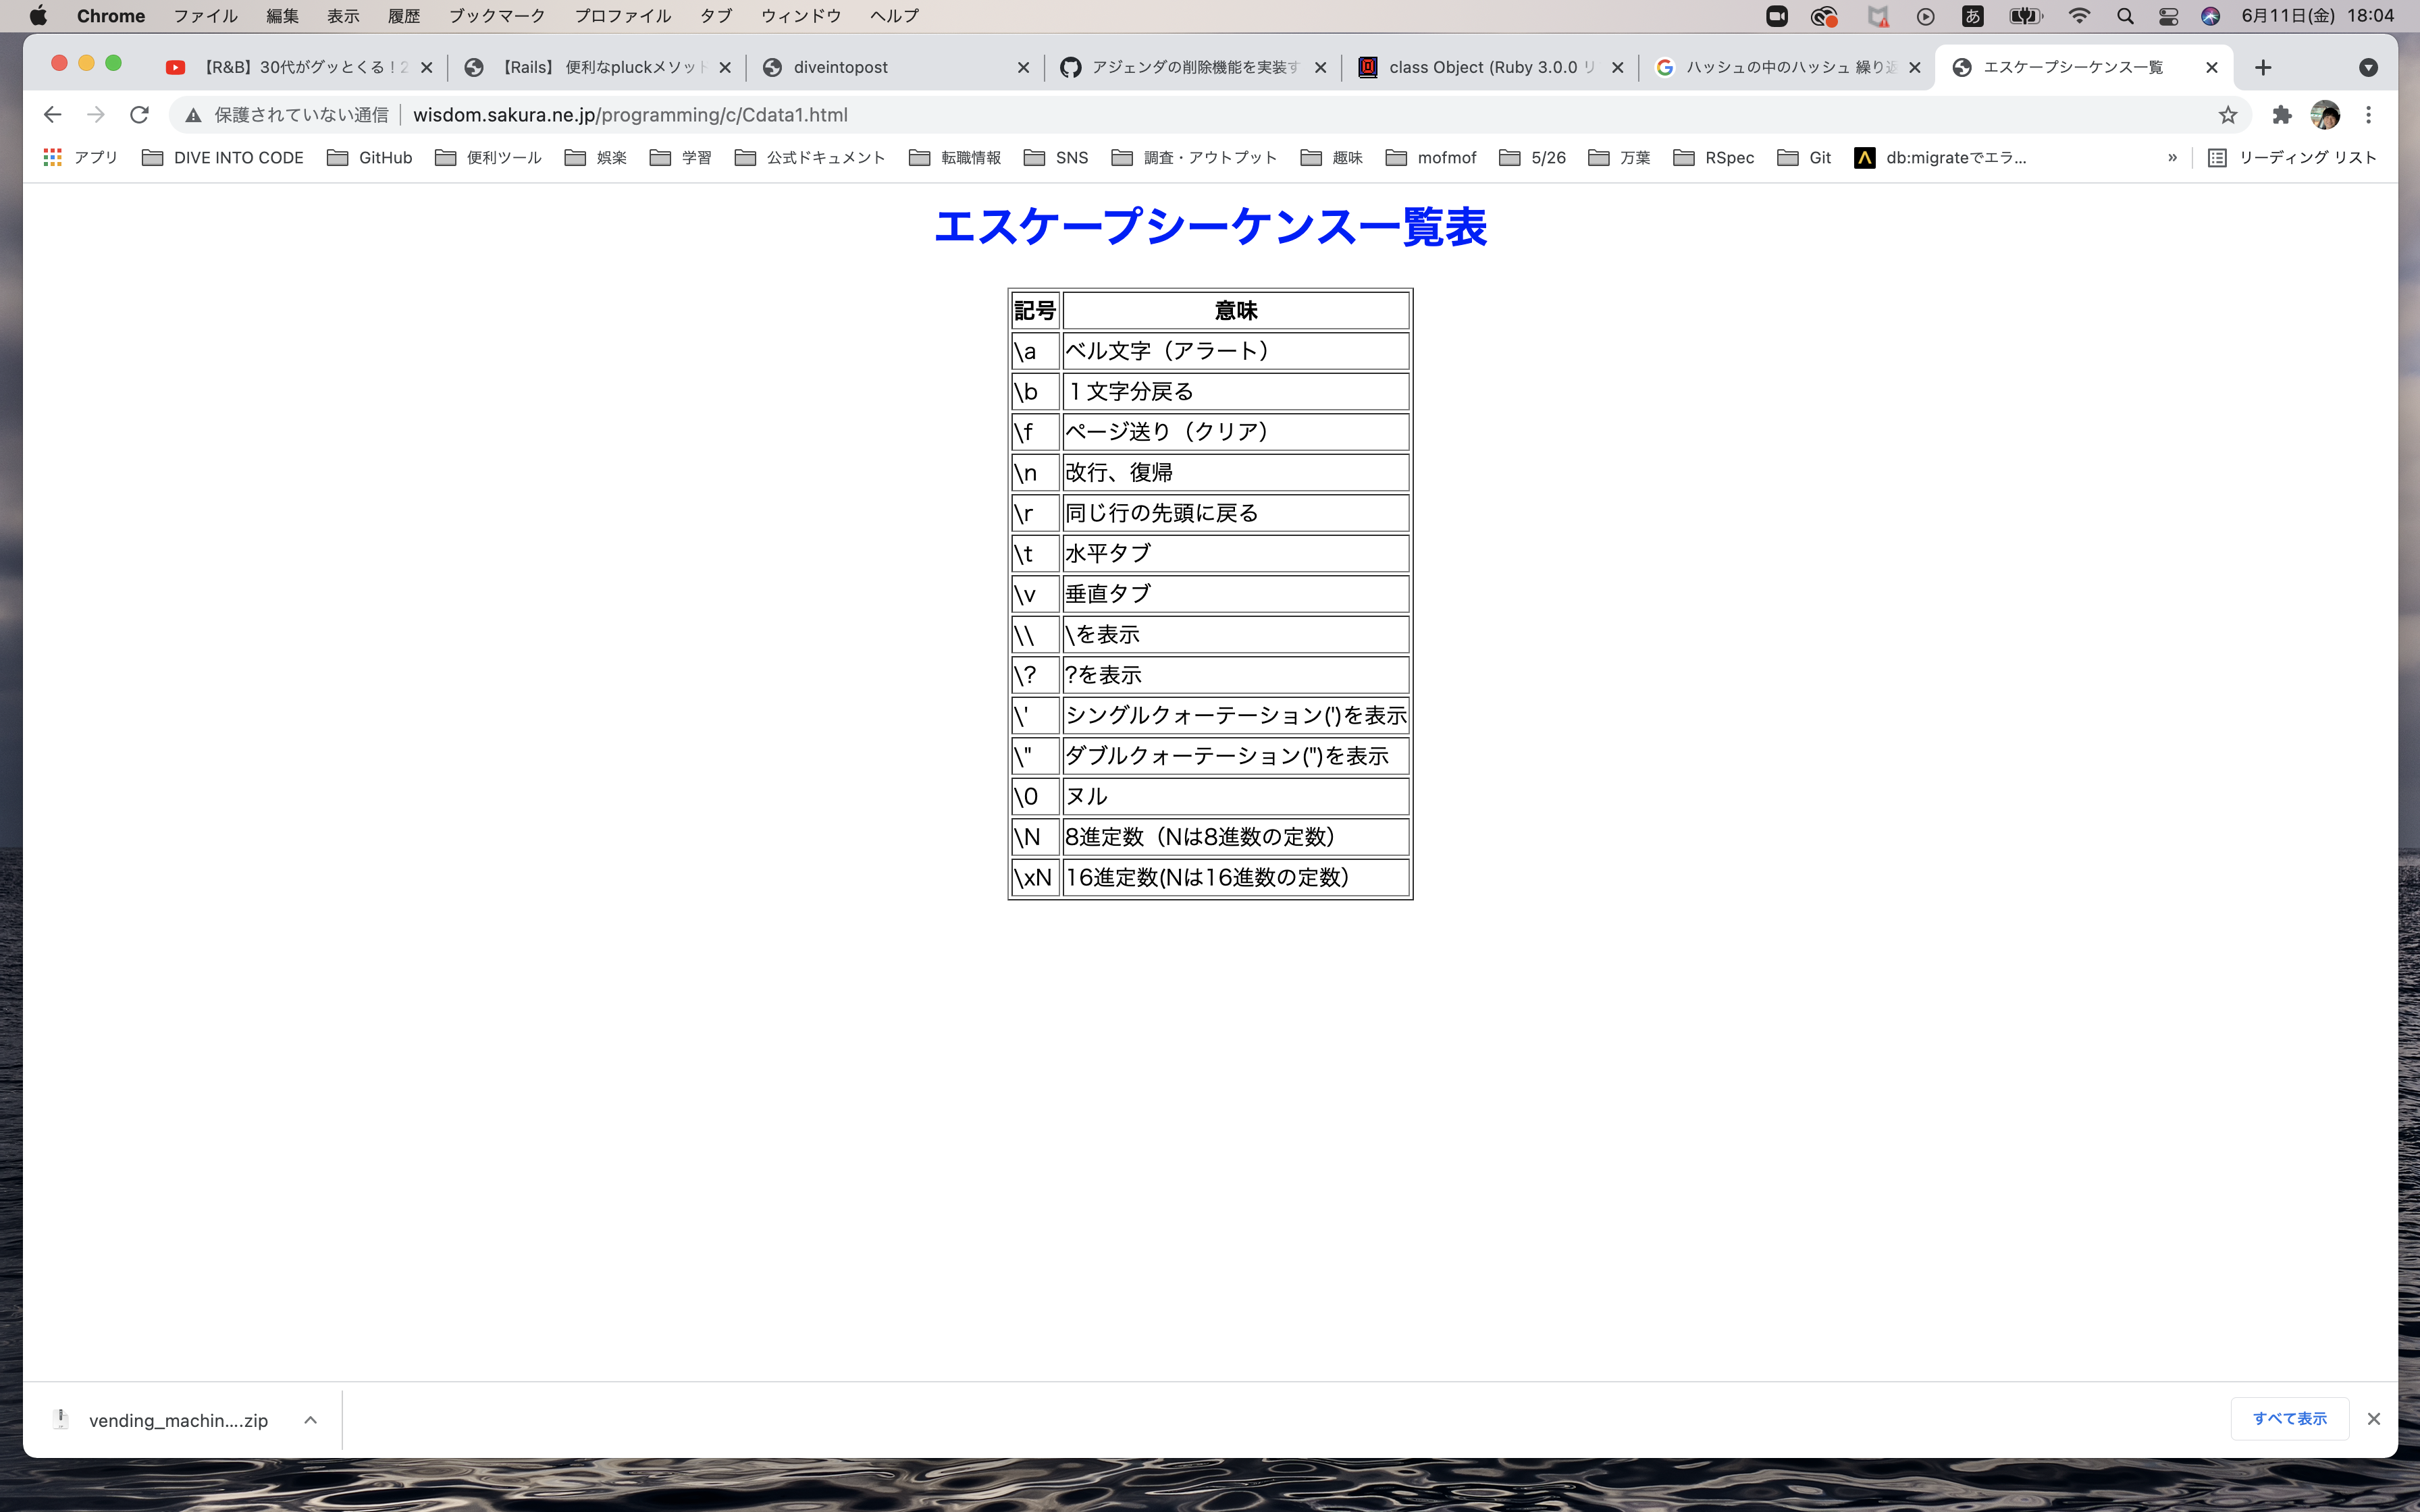 Chrome ファイル 編集 表示 履歴 ブックマーク プロファイル タブ ウィンドウ ヘルプ あ 6月11日(金) 18:04
【R&B】30代がグッとくる！2 【Rails】 便利なpluckメソット diveintopost アジェンダの削除機能を実装す class Object (Ruby 3.0.0 リ ハッシュの中のハッシュ 繰り返 エスケープシーケンス一覧
保護されていない通信 wisdom.sakura.ne.jp/programming/c/Cdata1.html
アプリ DIVE INTO CODE GitHub 便利ツール 娯楽 学習 公式ドキュメント 転職情報 SNS 調査・アウトプット 趣味 mofmof 5/26 万葉 RSpec Git db:migrateでエラ... » リーディング リスト
エスケープシーケンス一覧表
記号 意味
\a ベル文字（アラート）
\b １文字分戻る
\f ページ送り（クリア）
\n 改行、復帰
\r 同じ行の先頭に戻る
\t 水平タブ
\v 垂直タブ
\\ \を表示
\? ?を表示
\' シングルクォーテーション(')を表示
\" ダブルクォーテーション(")を表示
\0 ヌル
\N 8進定数（Nは8進数の定数）
\xN 16進定数(Nは16進数の定数）
vending_machin....zip すべて表示